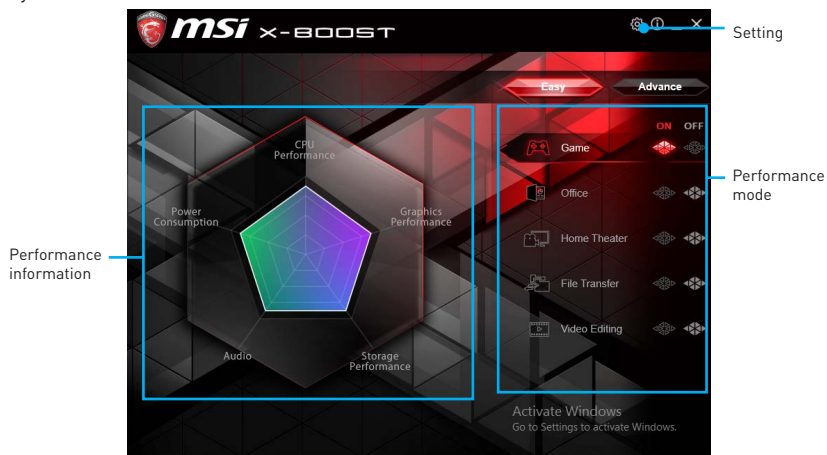 msi X-BOOST
Setting
Easy
Advance
ON OFF
Game
Office
Home Theater
File Transfer
Video Editing
Performance
mode
CPU
Performance
Power
Consumption
Graphics
Performance
Audio
Storage
Performance
Performance
information
Activate Windows
Go to Settings to activate Windows.